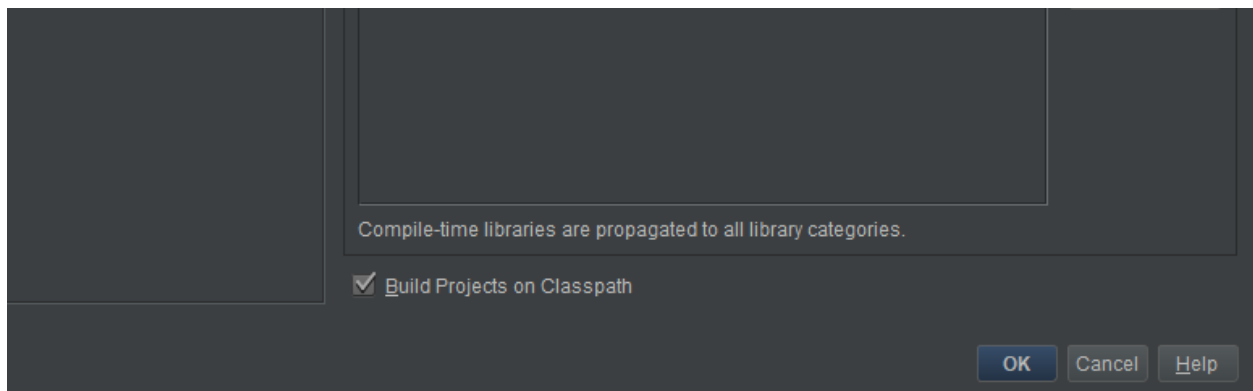 Compile-time libraries are propagated to all library categories.
Build Projects on Classpath
OK Cancel Help